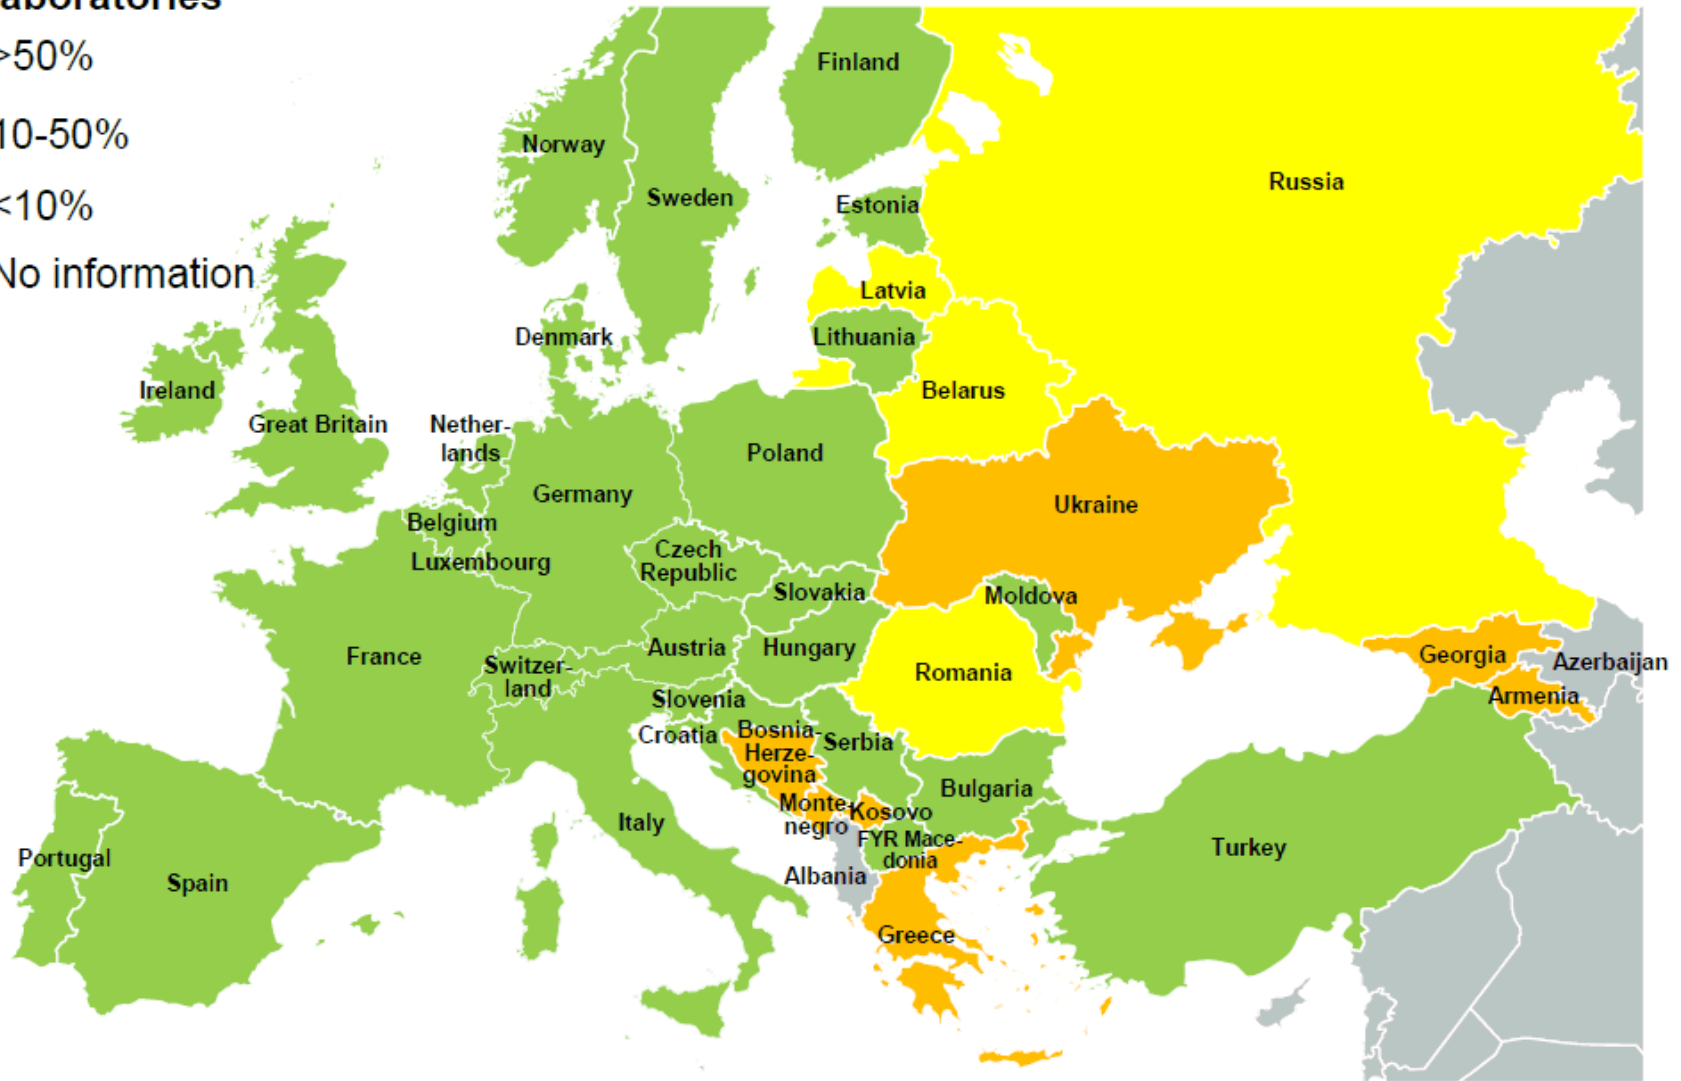 aboratories
>50%
10-50%
<10%
No information
Finland
Norway
Sweden
Russia
Estonia
Latvia
Denmark
Lithuania
Ireland
Belarus
Great Britain
Nether-
lands
Poland
Germany
Ukraine
Belgium
Luxembourg
Czech
Republic
Slovakia
Moldova
France
Austria
Hungary
Switzer-
land
Romania
Georgia
Azerbaijan
Armenia
Slovenia
Croatia
Bosnia-
Herze-
govina
Serbia
Bulgaria
Monte-
negro
Kosovo
FYR Mace-
donia
Italy
Turkey
Portugal
Spain
Albania
Greece